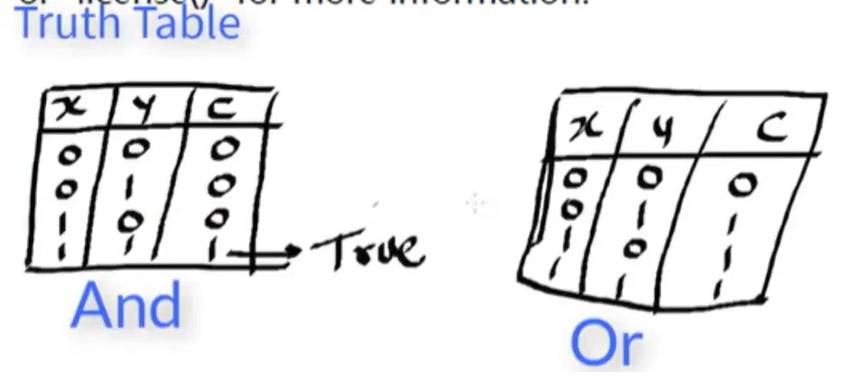 or "license()" for more information.
Truth Table
x y c
0 0 0
0 1 0
1 0 0
1 1 1 → True
And
x y c
0 0 0
0 1 1
1 0 1
1 1 1
Or